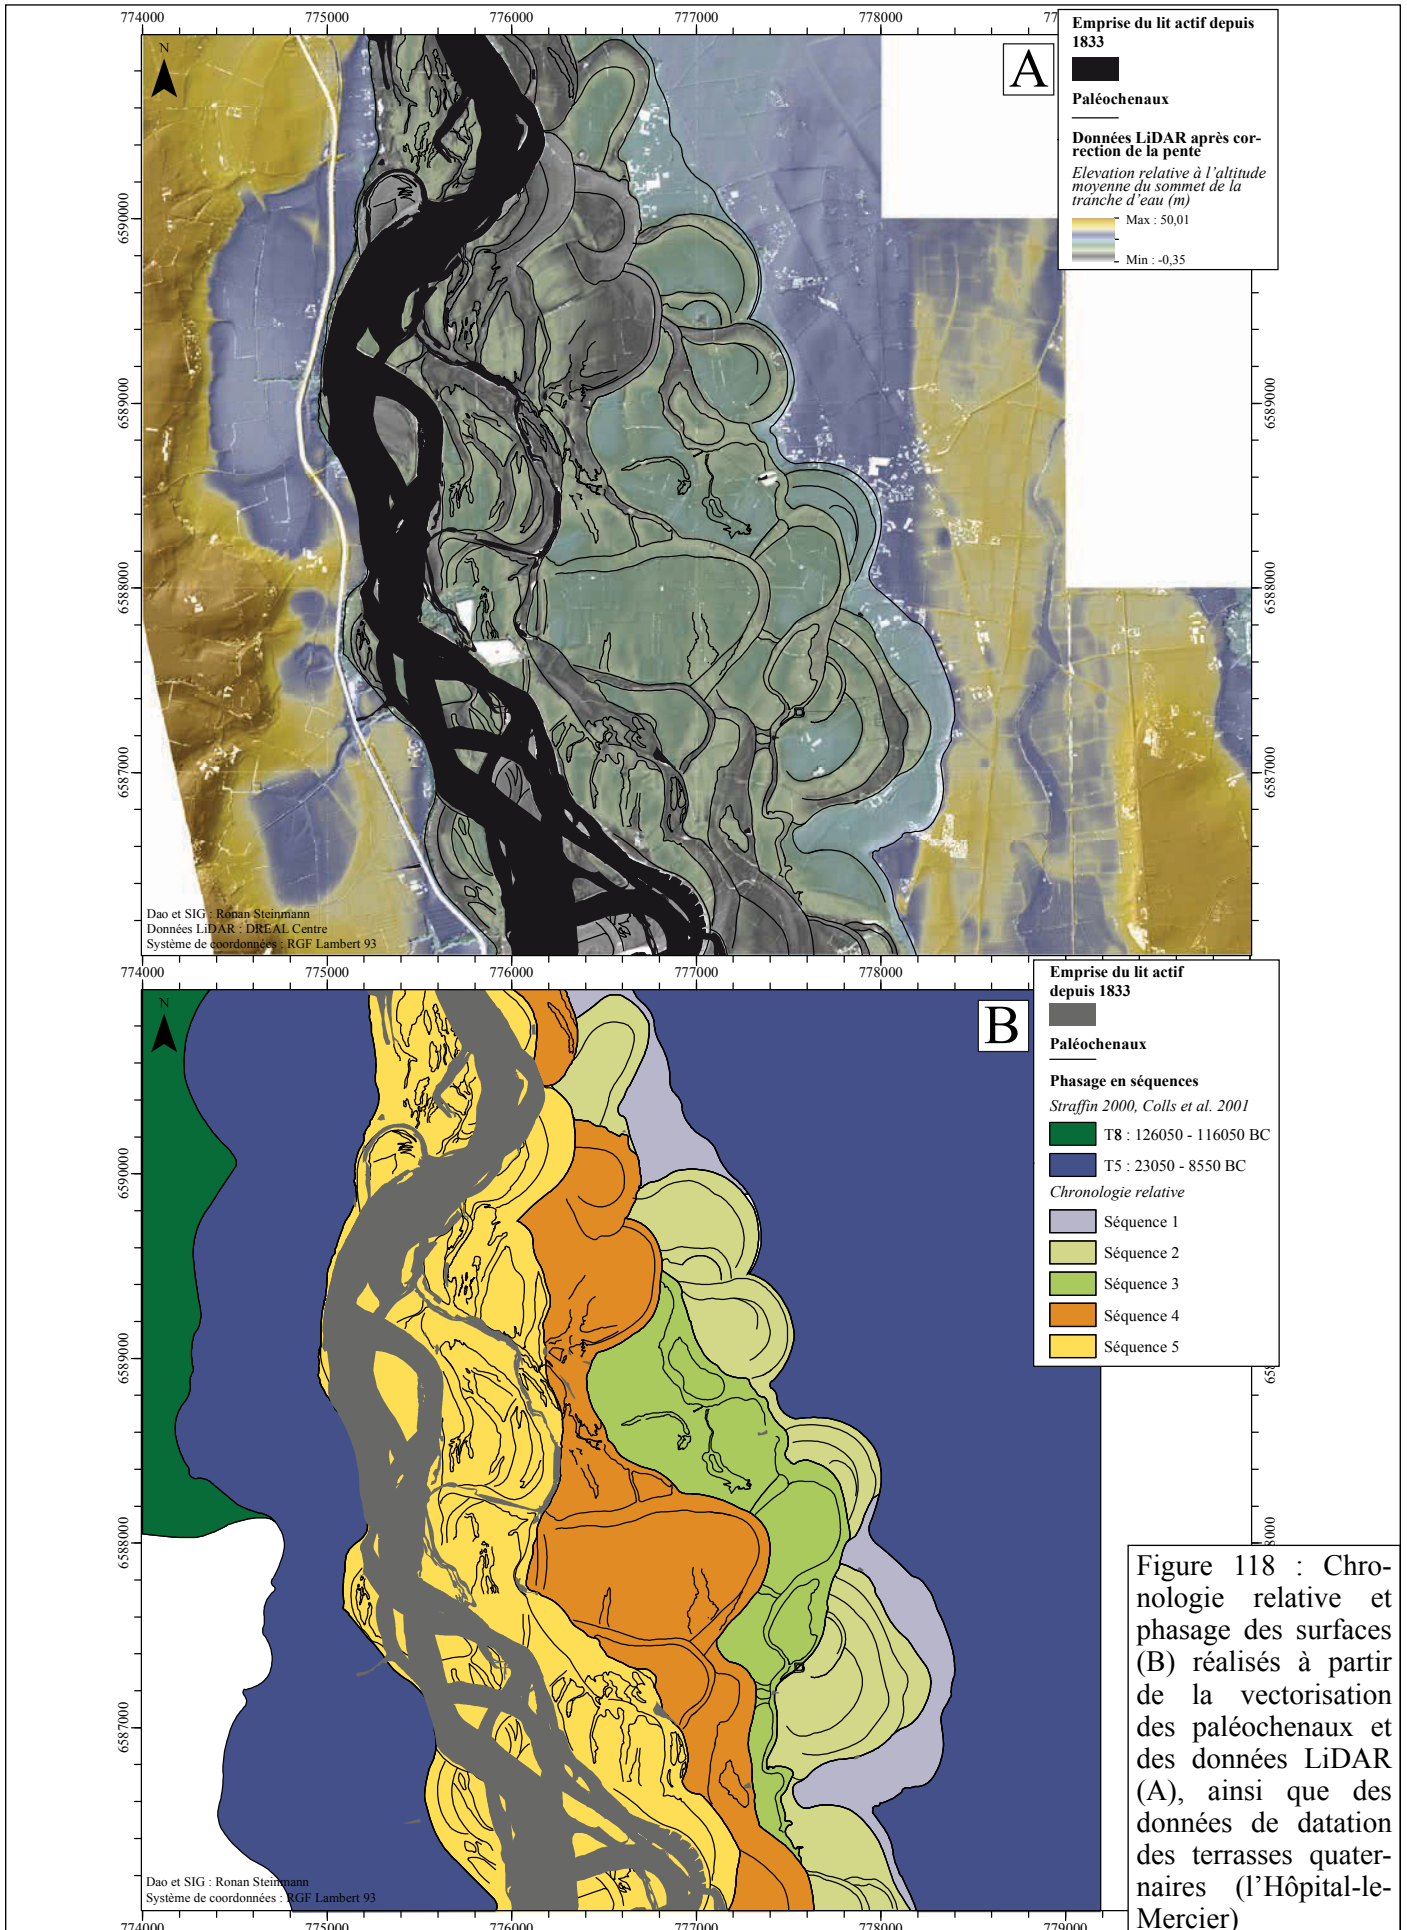 774000 775000 776000 777000 778000
Emprise du lit actif depuis
1833
Paléochenaux
Données LiDAR après cor-
rection de la pente
Elevation relative à l'altitude
moyenne du sommet de la
tranche d'eau (m)
Max : 50,01
Min : -0,35
N
A
6590000
6589000
6588000
6587000
6589000
6588000
6587000
Dao et SIG : Ronan Steinmann
Données LiDAR : DREAL Centre
Système de coordonnées : RGF Lambert 93
774000 775000 776000 777000 778000
Emprise du lit actif
depuis 1833
Paléochenaux
Phasage en séquences
Straffin 2000, Colls et al. 2001
T8 : 126050 - 116050 BC
T5 : 23050 - 8550 BC
Chronologie relative
Séquence 1
Séquence 2
Séquence 3
Séquence 4
Séquence 5
N
B
6590000
6589000
6588000
6587000
Dao et SIG : Ronan Steinmann
Système de coordonnées : RGF Lambert 93
774000 775000 776000 777000 778000 779000
Figure 118 : Chro-
nologie relative et
phasage des surfaces
(B) réalisés à partir
de la vectorisation
des paléochenaux et
des données LiDAR
(A), ainsi que des
données de datation
des terrasses quater-
naires (l'Hôpital-le-
Mercier)